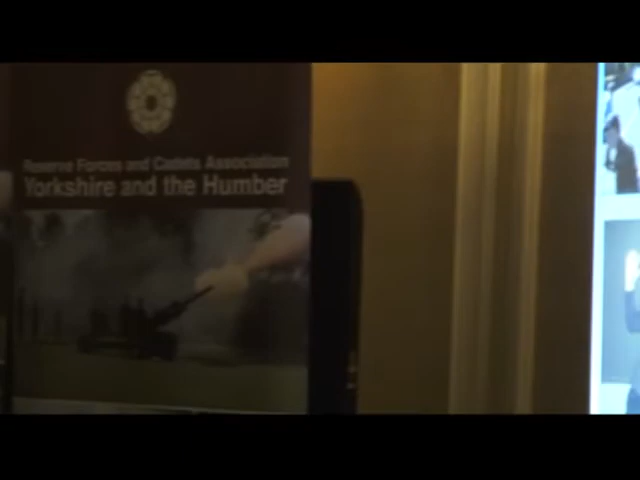 Reserve Forces and Cadets Association
Yorkshire and the Humber